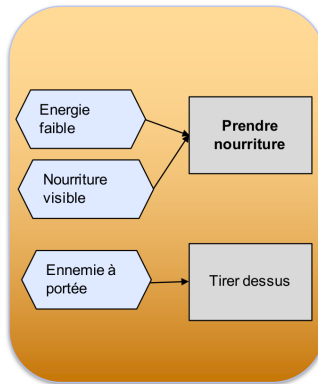 Energie
faible
Prendre
nourriture
Nourriture
visible
Ennemie à
portée
Tirer dessus